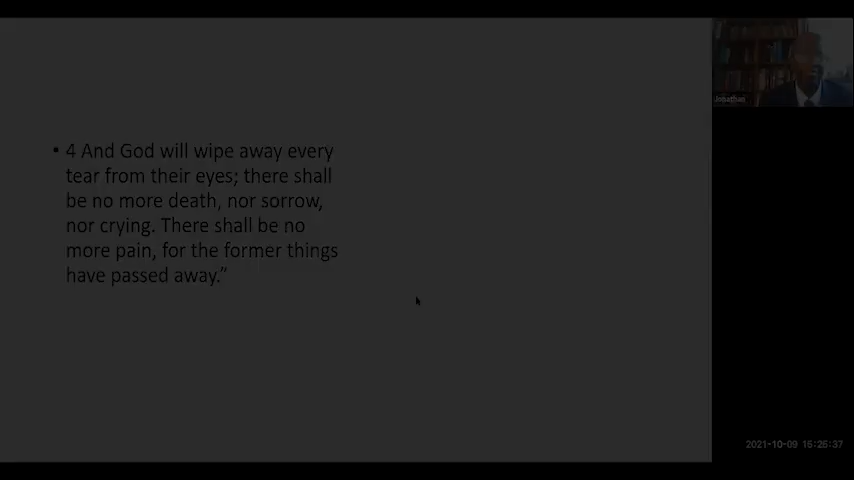 • 4 And God will wipe away every
tear from their eyes; there shall
be no more death, nor sorrow,
nor crying. There shall be no
more pain, for the former things
have passed away.”
Jonathan
2021-10-09 15:25:37